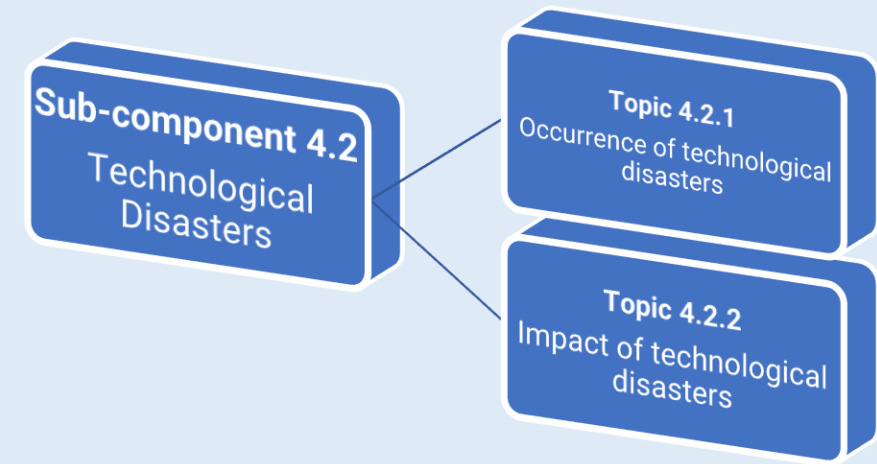 Sub-component 4.2
Technological
Disasters
Topic 4.2.1
Occurrence of technological
disasters
Topic 4.2.2
Impact of technological
disasters